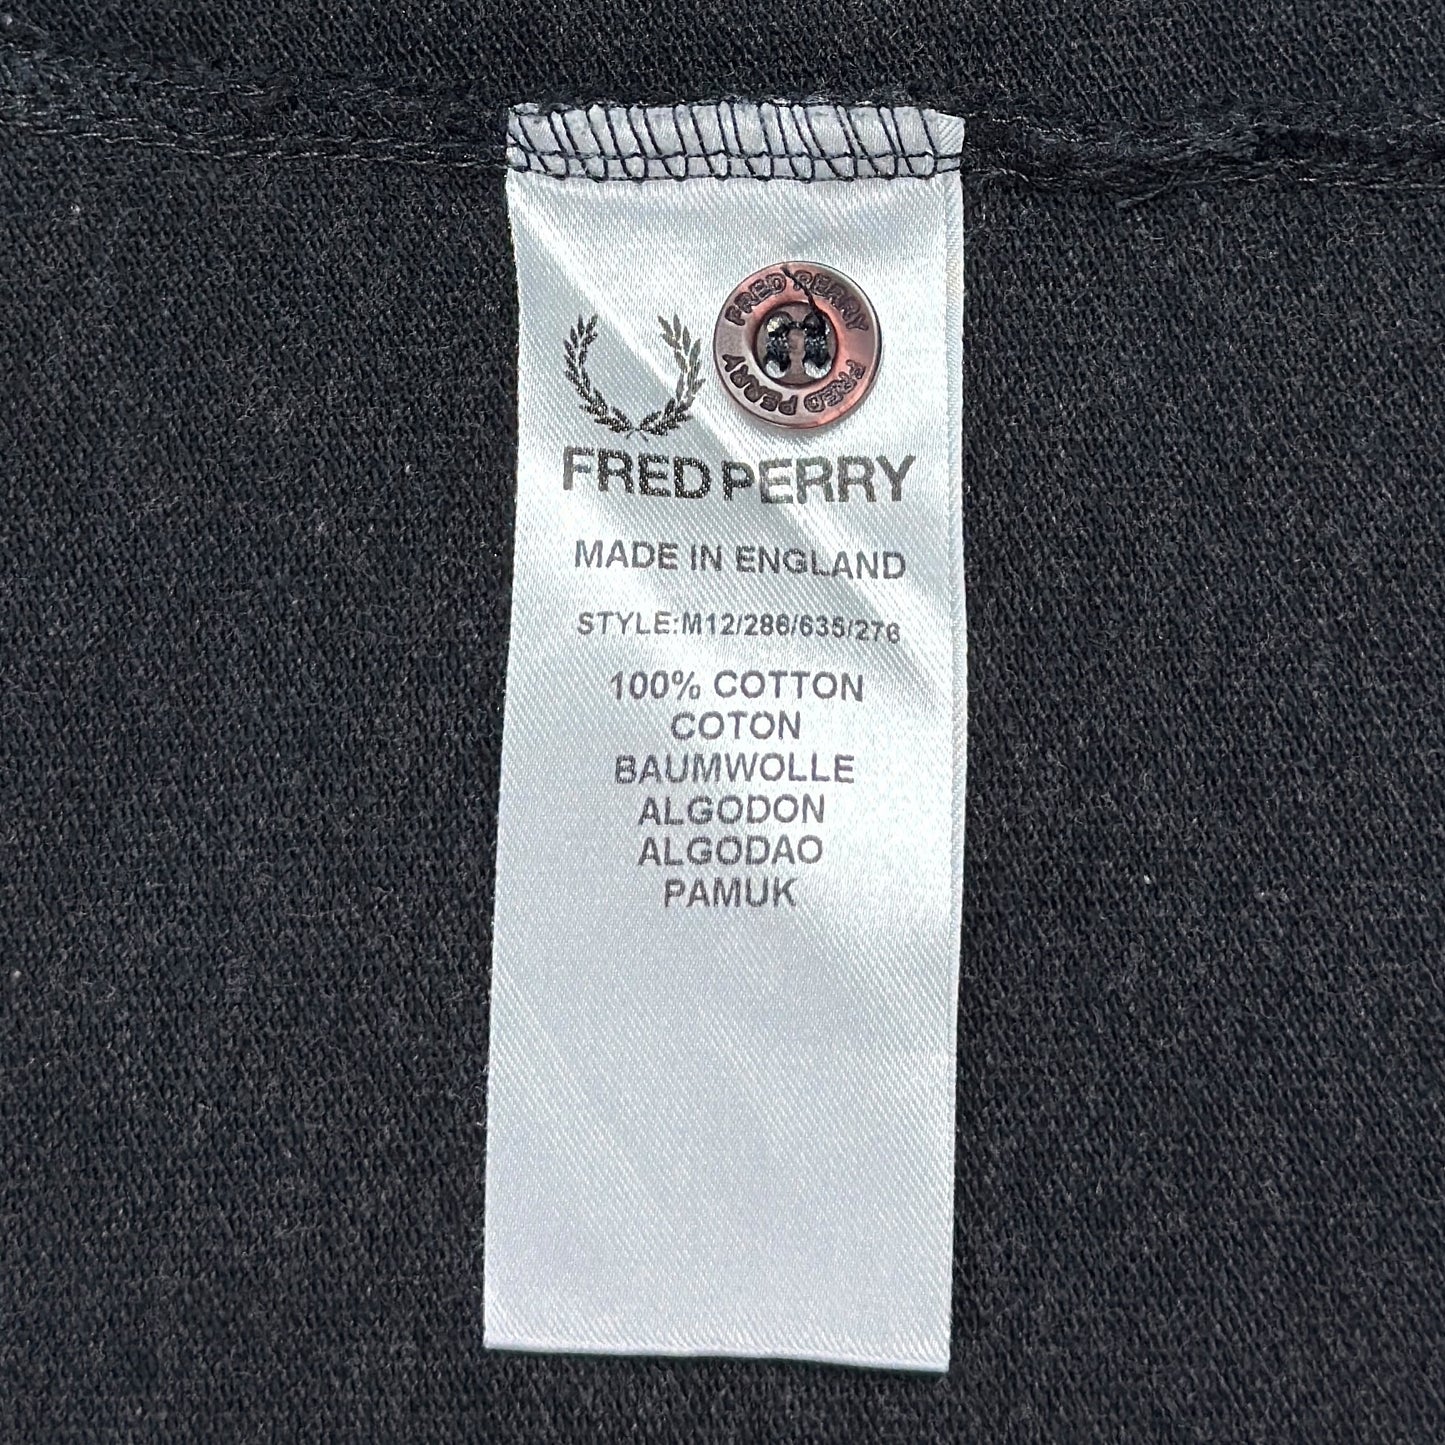 FRED PERRY
FRED PERRY
FRED PERRY
MADE IN ENGLAND
STYLE:M12/286/635/276
100% COTTON
COTON
BAUMWOLLE
ALGODON
ALGODAO
PAMUK